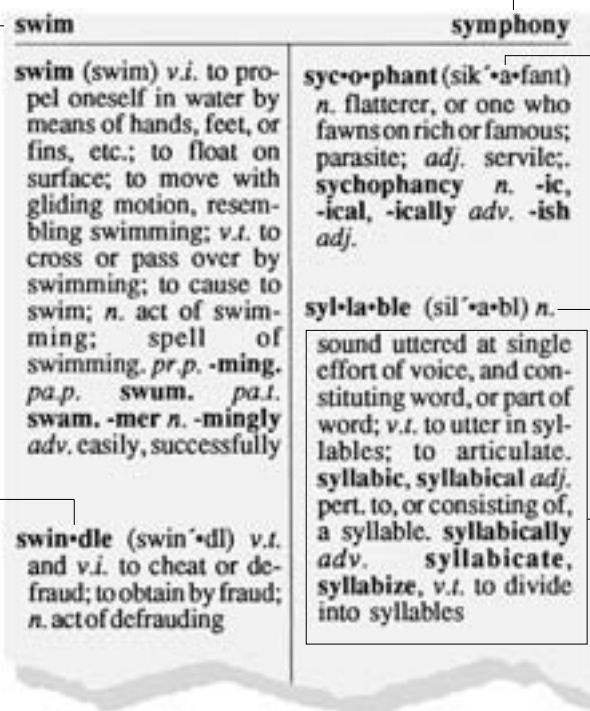 swim
symphony
swim (swim) v.i. to pro-
pel oneself in water by
means of hands, feet, or
fins, etc.; to float on
surface; to move with
gliding motion, resem-
bling swimming; v.t. to
cross or pass over by
swimming; to cause to
swim; n. act of swim-
ming; spell of
swimming. pr.p. -ming.
pa.p. swum. pa.t.
swam. -mer n. -mingly
adv. easily, successfully
swin•dle (swin´•dl) v.t.
and v.i. to cheat or de-
fraud; to obtain by fraud;
n. act of defrauding
syc•o•phant (sik´•a•fant)
n. flatterer, or one who
fawns on rich or famous;
parasite; adj. servile;.
sychophancy n. -ic,
-ical, -ically adv. -ish
adj.
syl•la•ble (sil´•a•bl) n.
sound uttered at single
effort of voice, and con-
stituting word, or part of
word; v.t. to utter in syl-
lables; to articulate.
syllabic, syllabical adj.
pert. to, or consisting of,
a syllable. syllabically
adv. syllabicate,
syllabize, v.t. to divide
into syllables